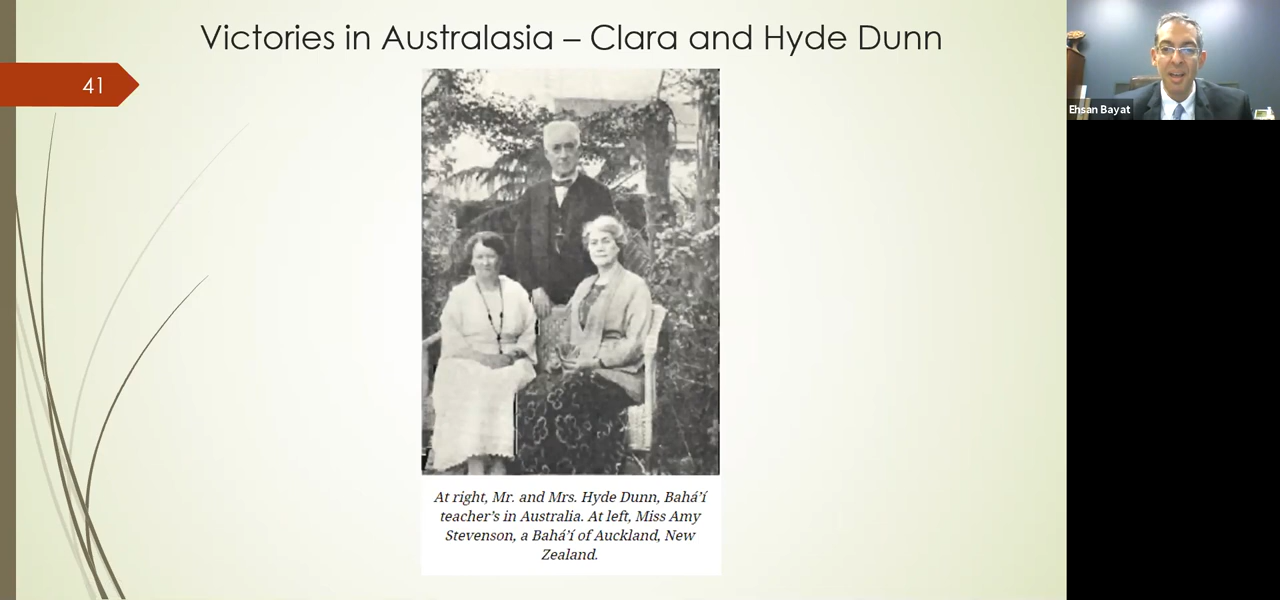 Victories in Australasia – Clara and Hyde Dunn
41
At right, Mr. and Mrs. Hyde Dunn, Bahá’í
teacher’s in Australia. At left, Miss Amy
Stevenson, a Bahá’í of Auckland, New
Zealand.
Ehsan Bayat